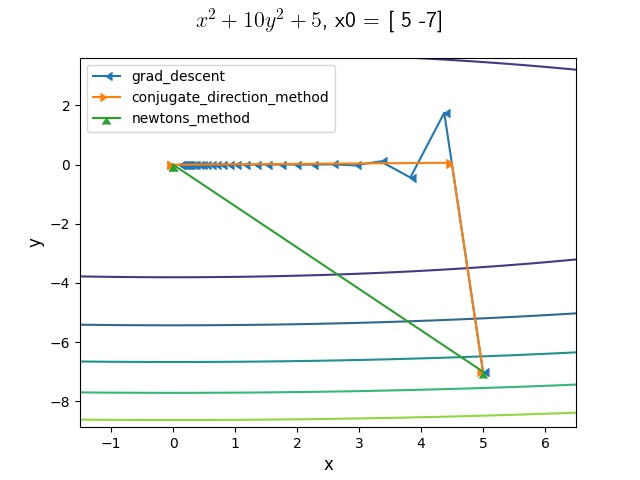 x² + 10y² + 5, x0 = [ 5 -7]
grad_descent
conjugate_direction_method
newtons_method
y
2
0
−2
−4
−6
−8
−1 0 1 2 3 4 5 6
x